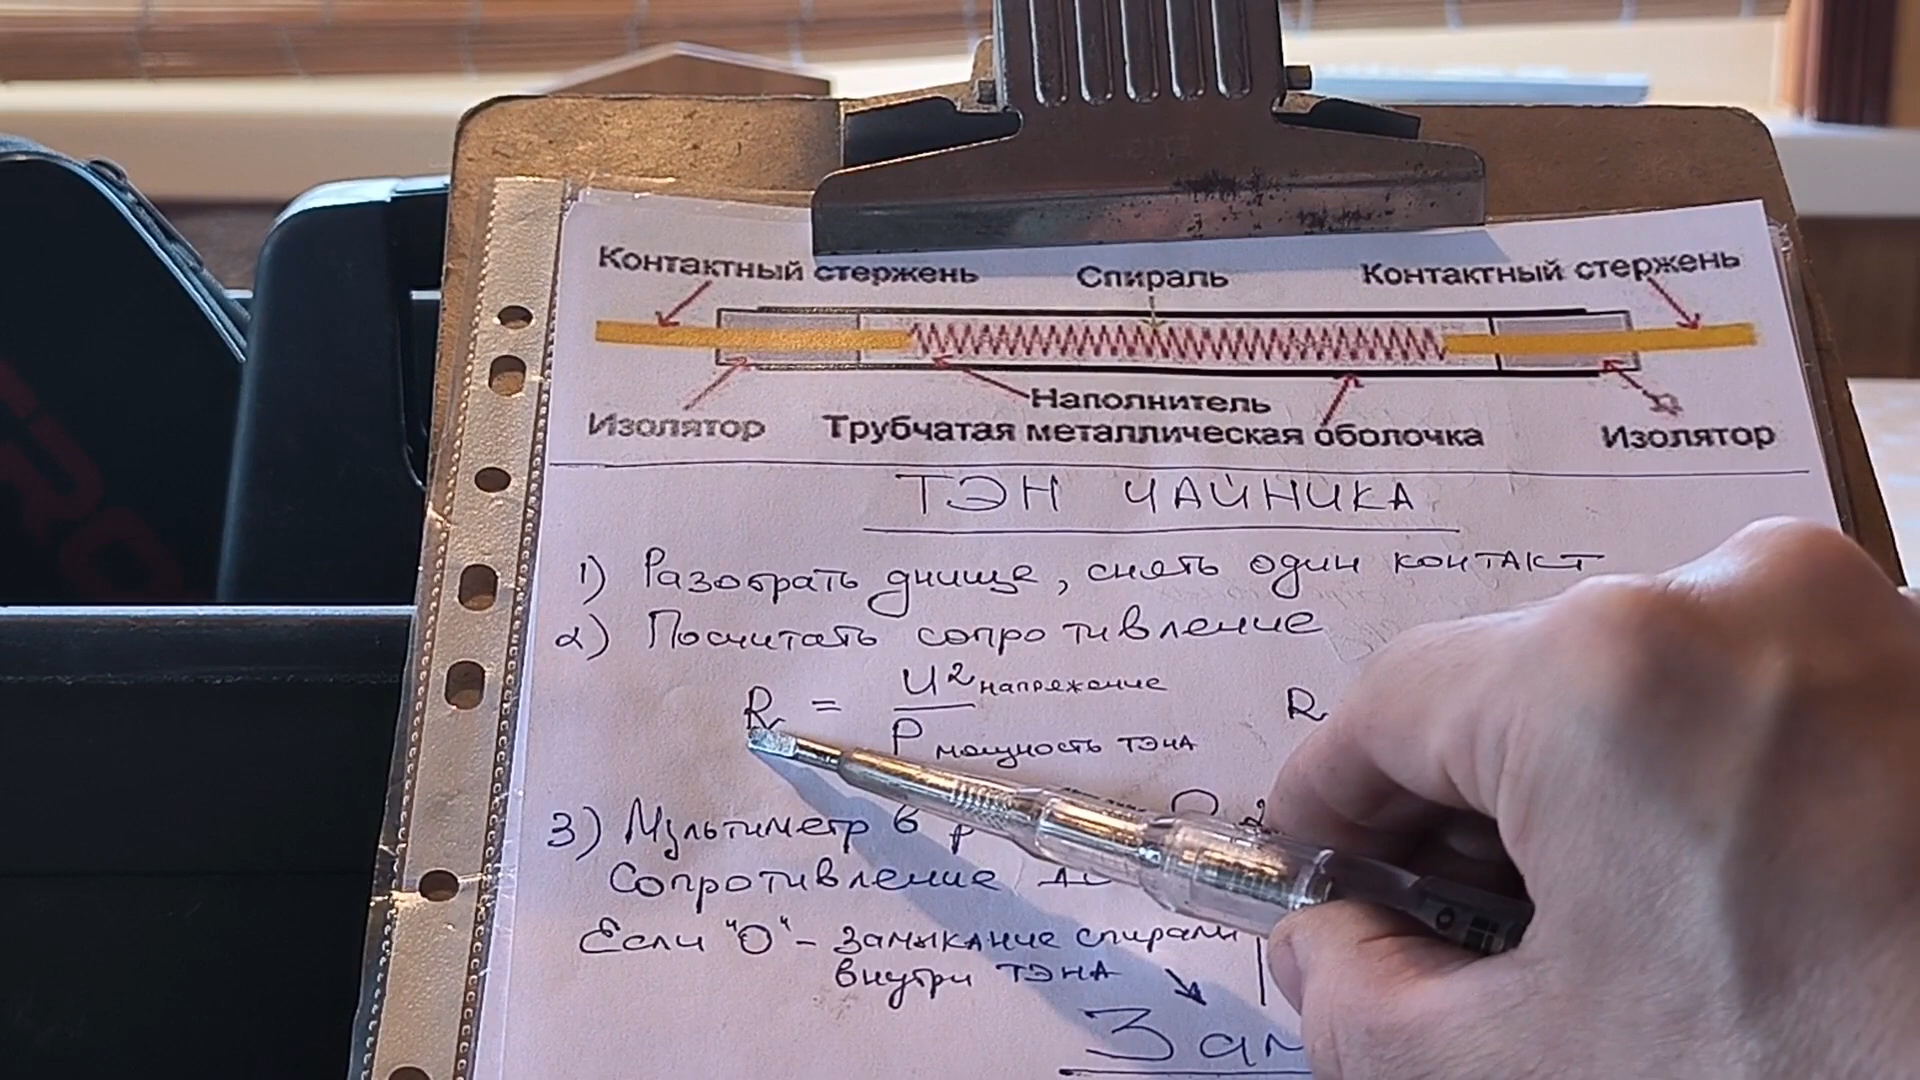 Контактный стержень Спираль Контактный стержень
Наполнитель
Изолятор Трубчатая металлическая оболочка Изолятор
ТЭН ЧАЙНИКА
1) Разобрать днище, снять один контакт
2) Посчитать сопротивление
R = U² напряжение R
P мощность тэна
3) Мультиметр в р
Сопротивление
Если "О" - замыкание спирали
внутри ТЭНА
Зам